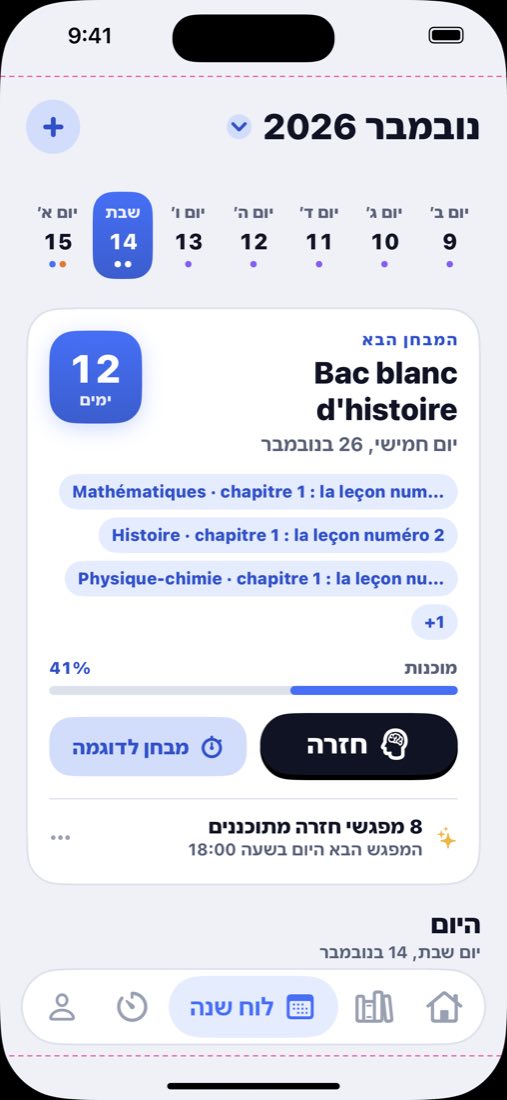 9:41
נובמבר 2026
יום ב׳ יום ג׳ יום ד׳ יום ה׳ יום ו׳ שבת יום א׳
9 10 11 12 13 14 15
המבחן הבא
Bac blanc
d'histoire
יום חמישי, 26 בנובמבר
12
ימים
Mathématiques · chapitre 1 : la leçon num...
Histoire · chapitre 1 : la leçon numéro 2
Physique-chimie · chapitre 1 : la leçon nu...
+1
מוכנות
41%
חזרה
מבחן לדוגמה
8 מפגשי חזרה מתוכננים
המפגש הבא היום בשעה 18:00
היום
יום שבת, 14 בנובמבר
לוח שנה